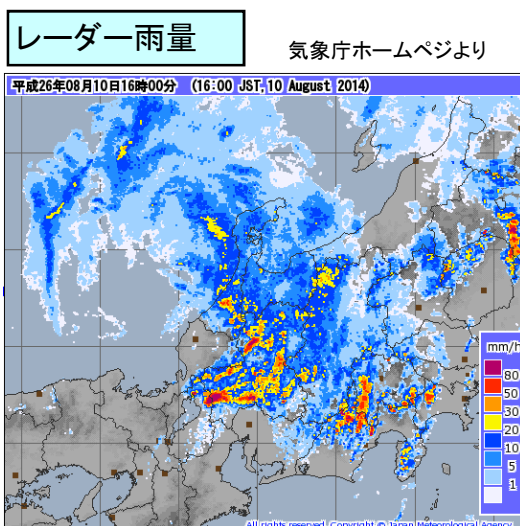 レーダー雨量
気象庁ホームペジより
平成26年08月10日16時00分 (16:00 JST, 10 August 2014)
mm/h
80
50
30
20
10
5
1
All rights reserved. Copyright © Japan Meteorological Agency